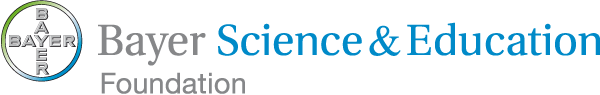 BAYER
BAYER
Bayer Science & Education
Foundation